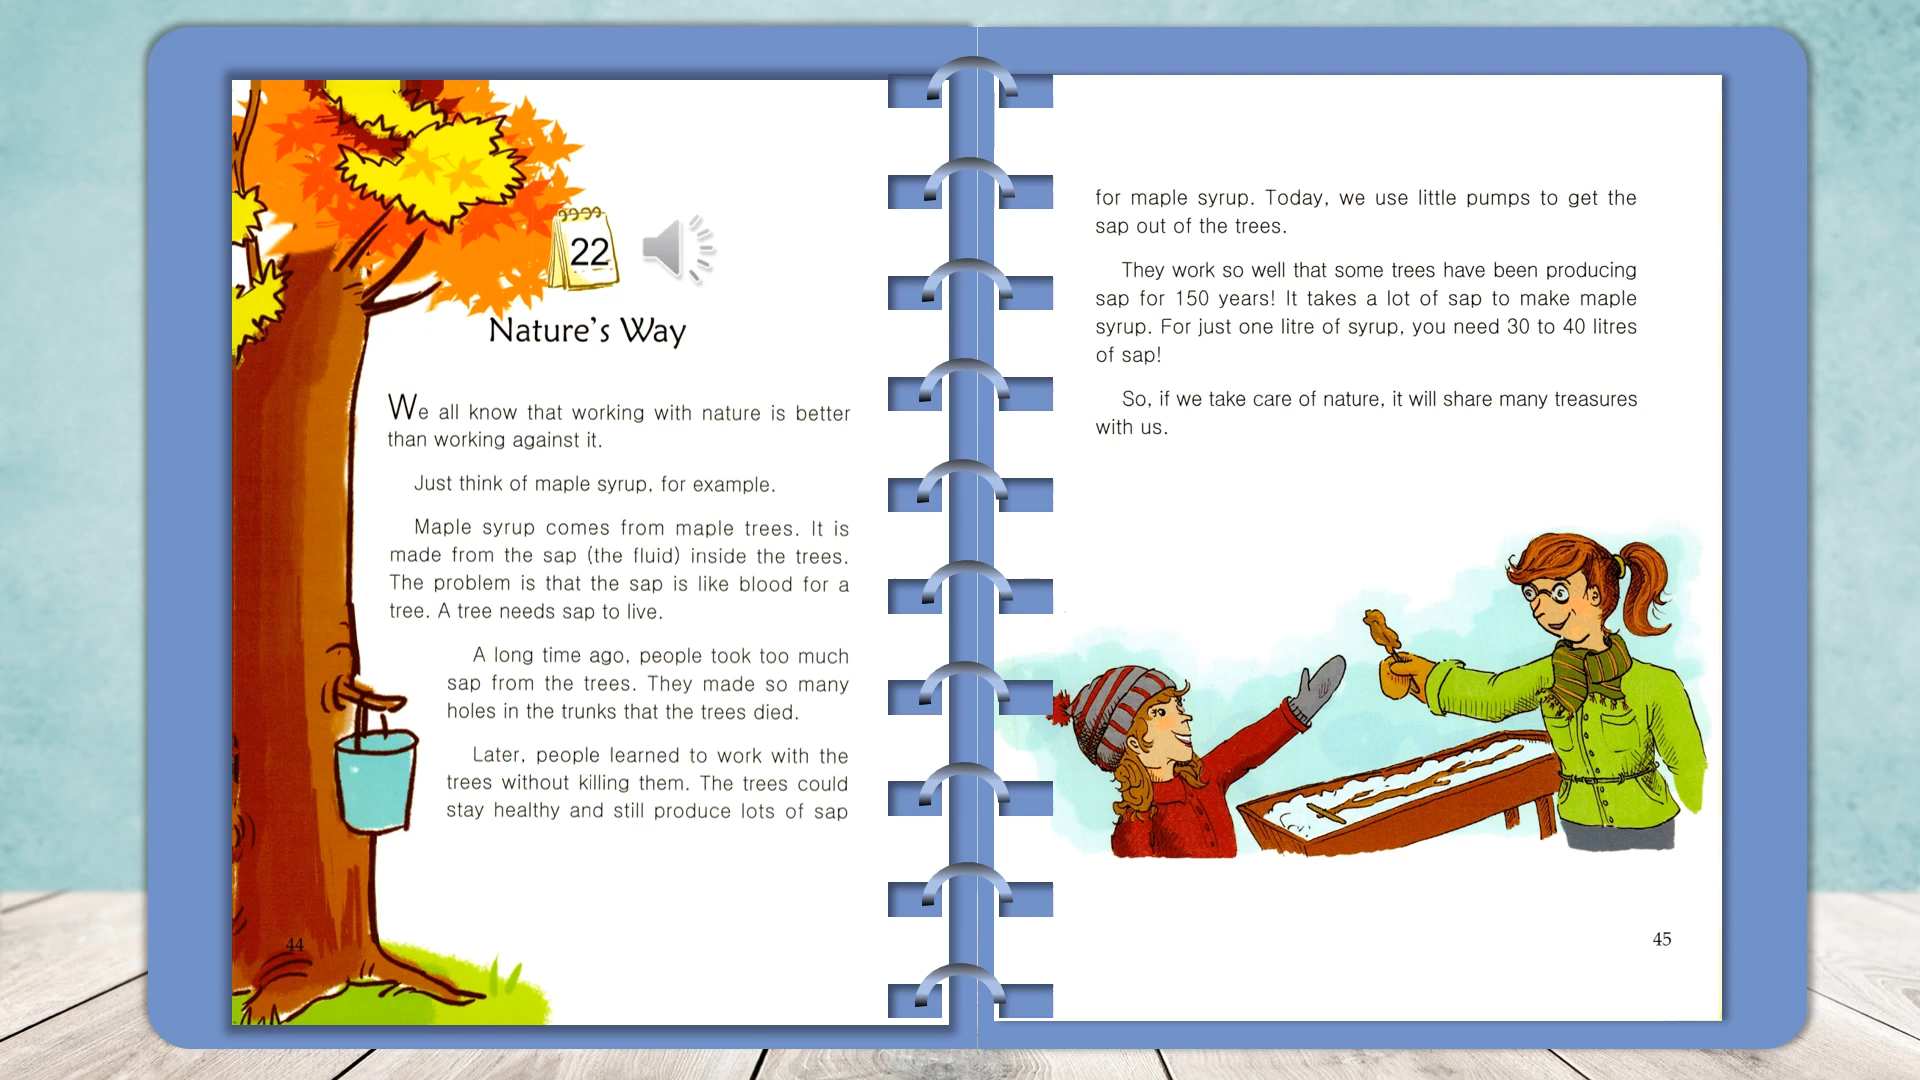 22
Nature's Way
We all know that working with nature is better
than working against it.
Just think of maple syrup, for example.
Maple syrup comes from maple trees. It is
made from the sap (the fluid) inside the trees.
The problem is that the sap is like blood for a
tree. A tree needs sap to live.
A long time ago, people took too much
sap from the trees. They made so many
holes in the trunks that the trees died.
Later, people learned to work with the
trees without killing them. The trees could
stay healthy and still produce lots of sap
44
for maple syrup. Today, we use little pumps to get the
sap out of the trees.
They work so well that some trees have been producing
sap for 150 years! It takes a lot of sap to make maple
syrup. For just one litre of syrup, you need 30 to 40 litres
of sap!
So, if we take care of nature, it will share many treasures
with us.
45